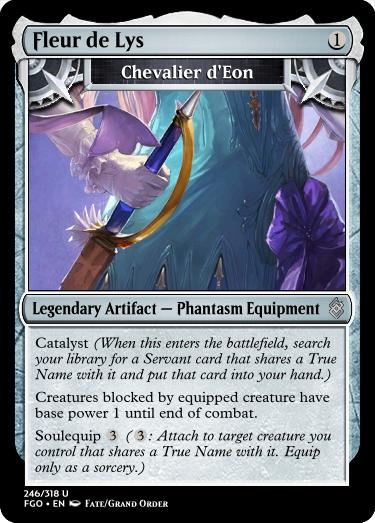 Fleur de Lys 1
Chevalier d'Eon
Legendary Artifact — Phantasm Equipment
Catalyst (When this enters the battlefield, search
your library for a Servant card that shares a True
Name with it and put that card into your hand.)
Creatures blocked by equipped creature have
base power 1 until end of combat.
Soulequip 3 ( 3 : Attach to target creature you
control that shares a True Name with it. Equip
only as a sorcery.)
246/318 U
FGO • EN Fate/Grand Order